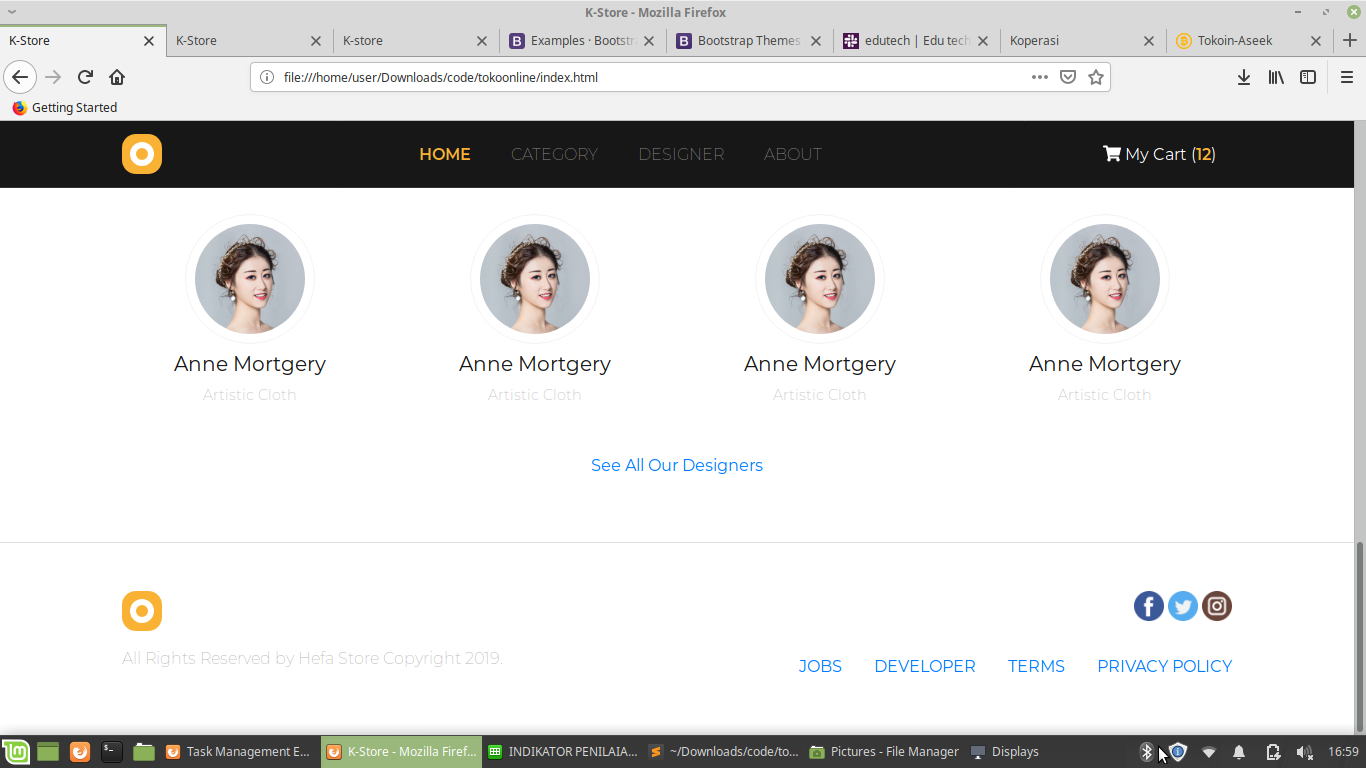 K-Store - Mozilla Firefox
K-Store
K-Store
K-store
Examples · Bootstr
Bootstrap Themes
edutech | Edu tech
Koperasi
Tokoin-Aseek
file:///home/user/Downloads/code/tokoonline/index.html
Getting Started
HOME CATEGORY DESIGNER ABOUT My Cart (12)
Anne Mortgery Anne Mortgery Anne Mortgery Anne Mortgery
Artistic Cloth Artistic Cloth Artistic Cloth Artistic Cloth
See All Our Designers
All Rights Reserved by Hefa Store Copyright 2019.
JOBS DEVELOPER TERMS PRIVACY POLICY
Task Management E... K-Store - Mozilla Firef... INDIKATOR PENILAIA... ~/Downloads/code/to... Pictures - File Manager Displays 16:59